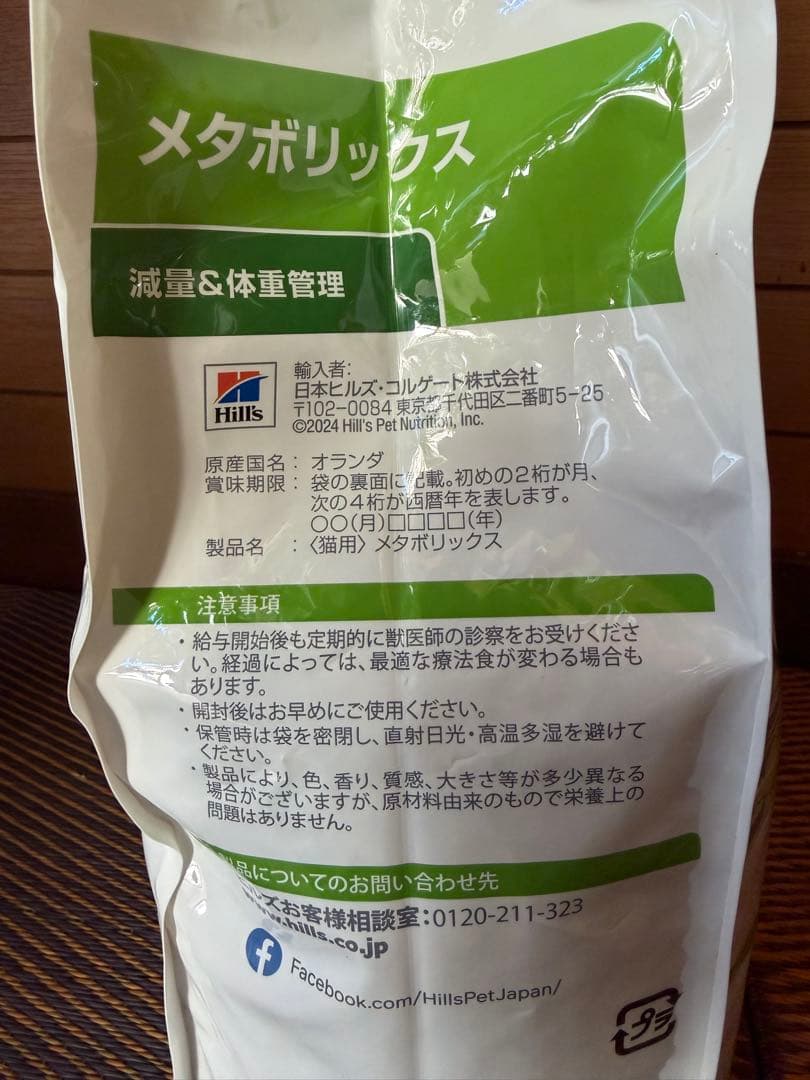 メタボリックス
減量&体重管理
Hill's
輸入者:
日本ヒルズ・コルゲート株式会社
〒102-0084 東京都千代田区二番町5-25
©2024 Hill's Pet Nutrition, Inc.
原産国名: オランダ
賞味期限: 袋の裏面に記載。初めの2桁が月、
次の4桁が西暦年を表します。
○○(月)□□□□(年)
製品名 :〈猫用〉メタボリックス
注意事項
・給与開始後も定期的に獣医師の診察をお受けくださ
い。経過によっては、最適な療法食が変わる場合も
あります。
・開封後はお早めにご使用ください。
・保管時は袋を密閉し、直射日光・高温多湿を避けて
ください。
・製品により、色、香り、質感、大きさ等が多少異なる
場合がございますが、原材料由来のもので栄養上の
問題はありません。
製品についてのお問い合わせ先
ルズお客様相談室:0120-211-323
www.hills.co.jp
Facebook.com/HillsPetJapan/
プラ